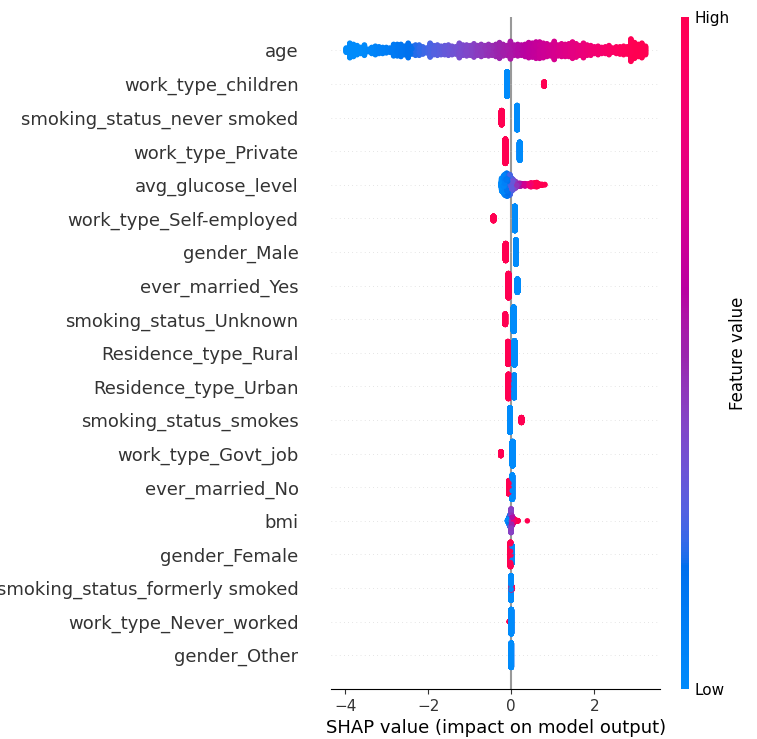 High
age
work_type_children
smoking_status_never smoked
work_type_Private
avg_glucose_level
work_type_Self-employed
gender_Male
ever_married_Yes
smoking_status_Unknown
Residence_type_Rural
Residence_type_Urban
smoking_status_smokes
work_type_Govt_job
ever_married_No
bmi
gender_Female
smoking_status_formerly smoked
work_type_Never_worked
gender_Other
Feature value
Low
−4 −2 0 2
SHAP value (impact on model output)